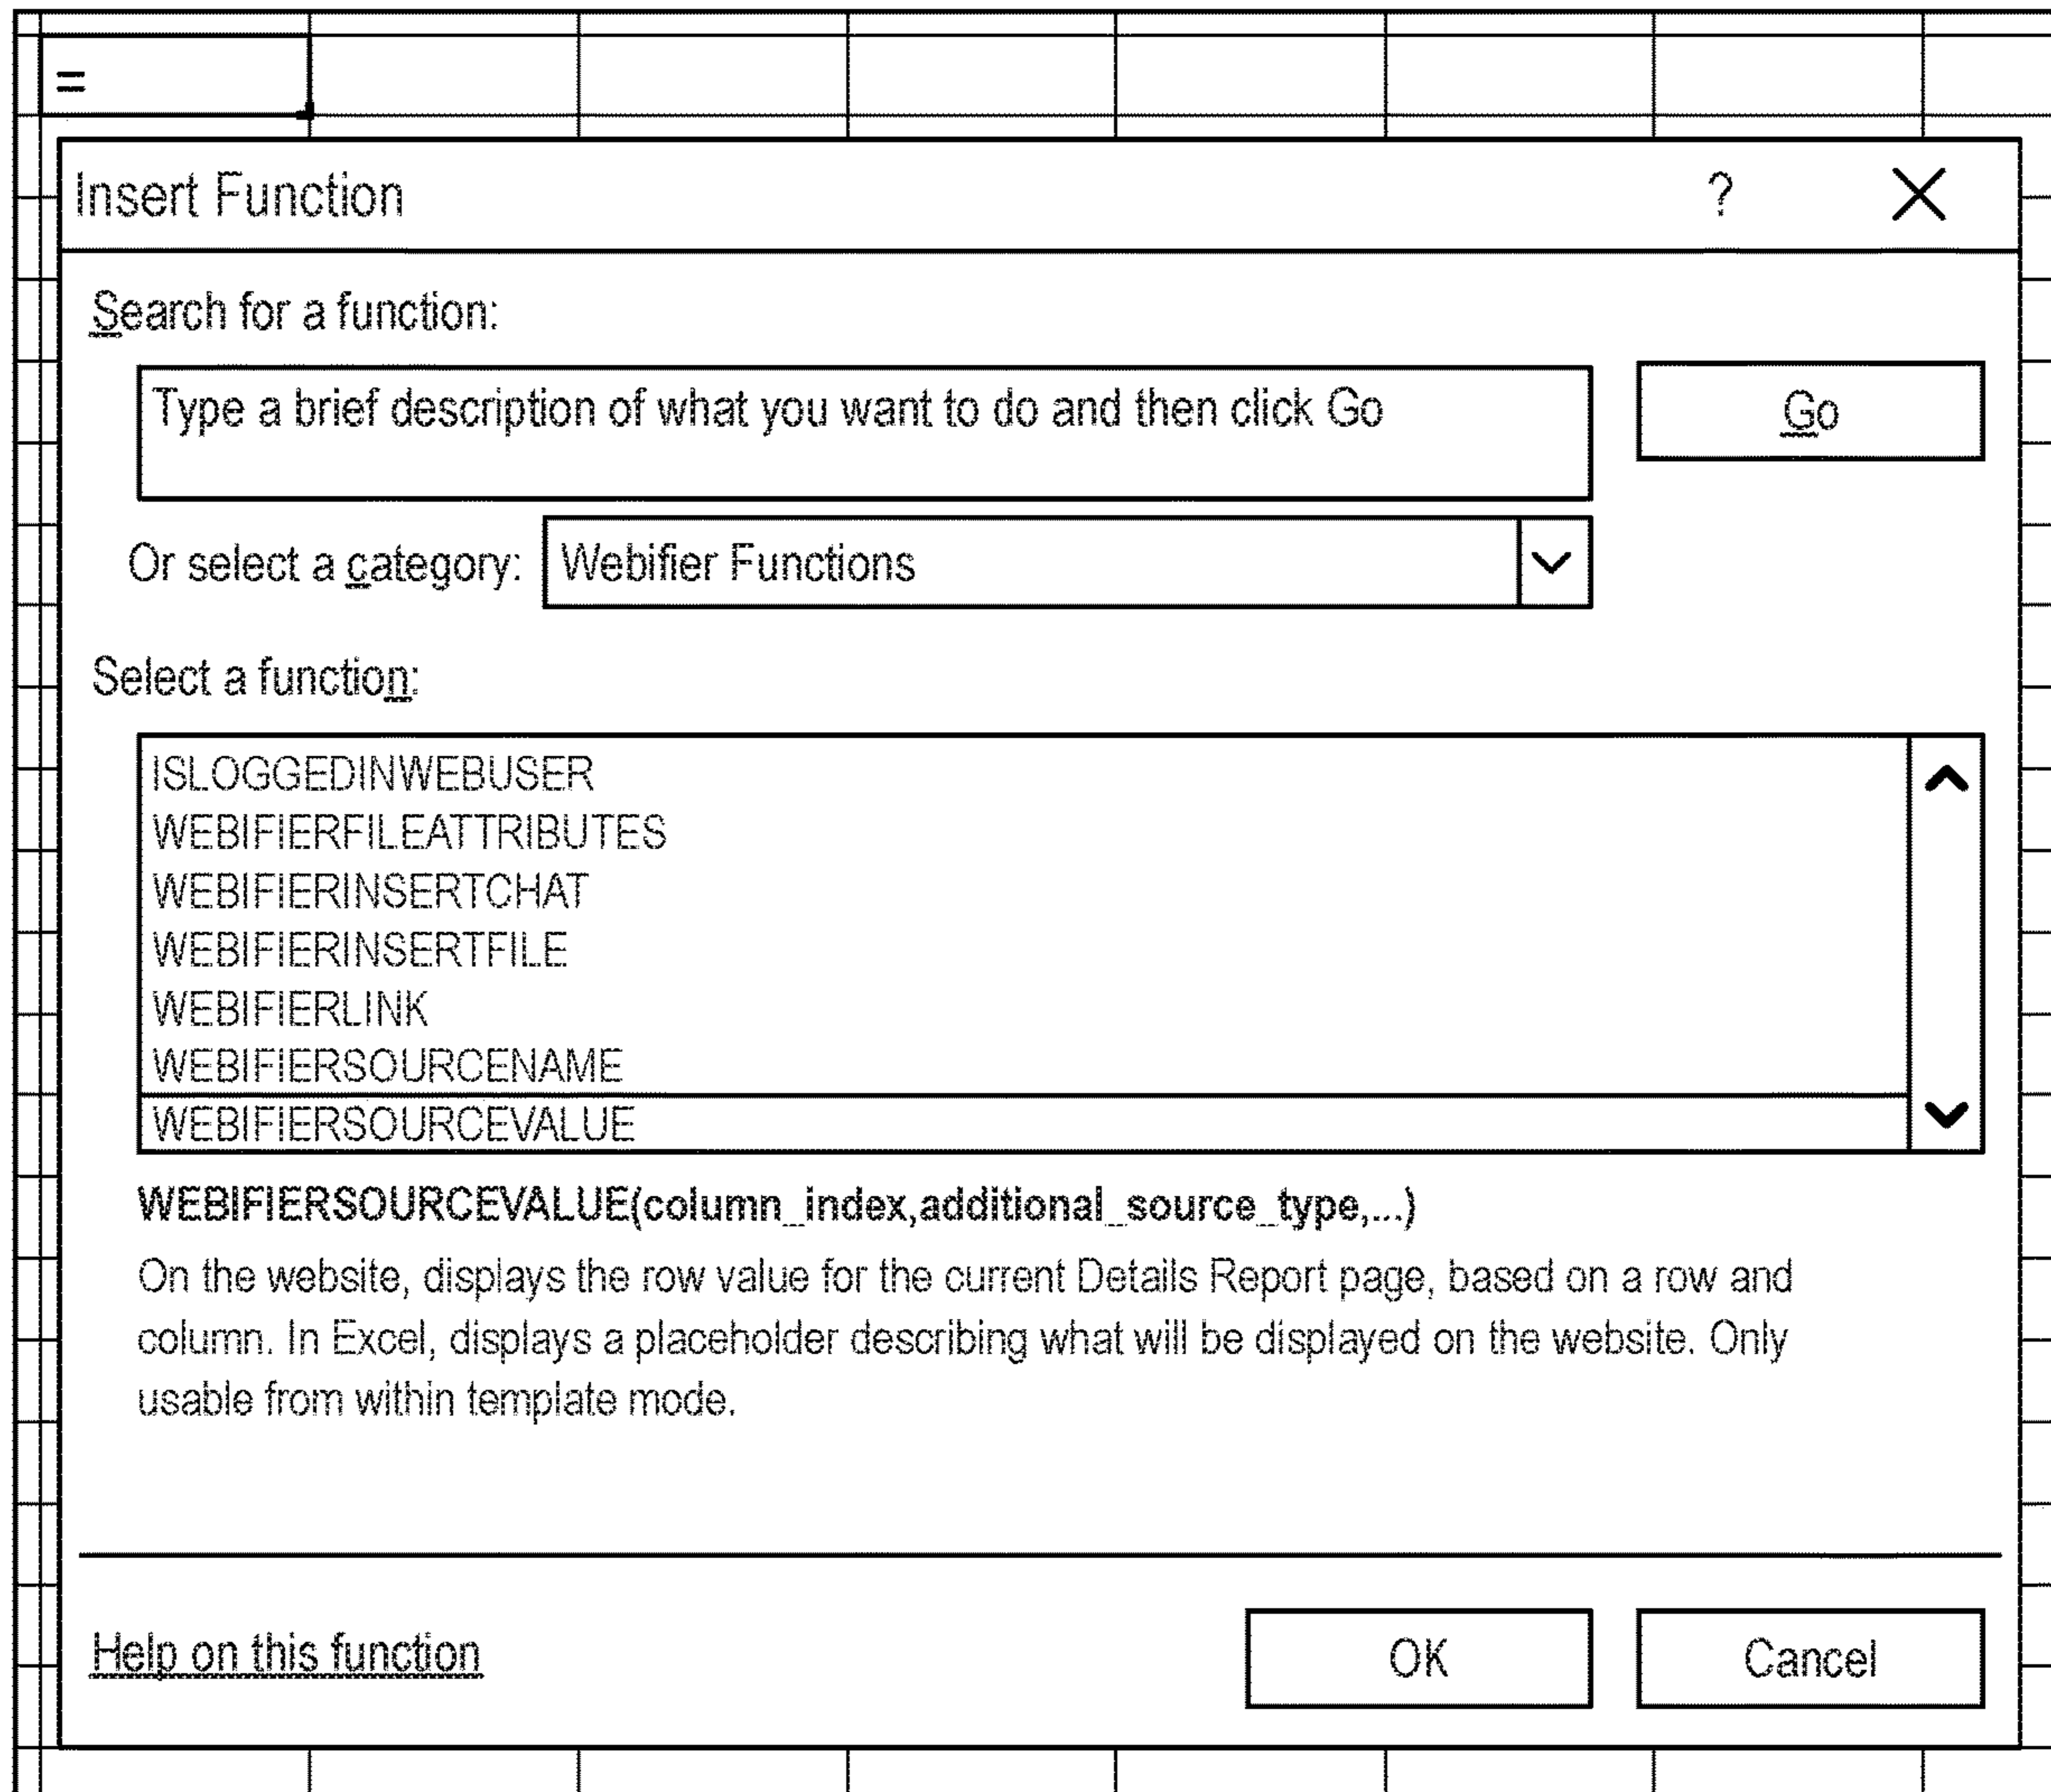 =
Insert Function ?
Search for a function:
Type a brief description of what you want to do and then click Go
Go
Or select a category: Webifier Functions
Select a function:
ISLOGGEDINWEBUSER
WEBIFIERFILEATTRIBUTES
WEBIFIERINSERTCHAT
WEBIFIERINSERTFILE
WEBIFIERLINK
WEBIFIERSOURCENAME
WEBIFIERSOURCEVALUE
WEBIFIERSOURCEVALUE(column_index,additional_source_type,...)
On the website, displays the row value for the current Details Report page, based on a row and
column. In Excel, displays a placeholder describing what will be displayed on the website. Only
usable from within template mode.
Help on this function
OK
Cancel